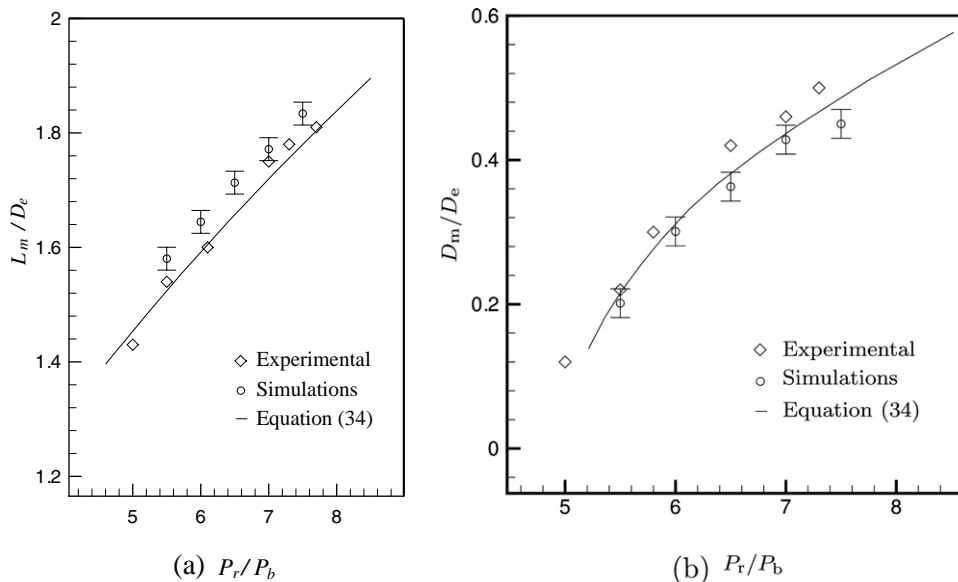 2
1.8
1.6
1.4
1.2
L_m/D_e
5 6 7 8
Experimental
Simulations
Equation (34)
(a) P_r/P_b
0.6
0.4
0.2
0
D_m/D_e
5 6 7 8
Experimental
Simulations
Equation (34)
(b) P_r/P_b